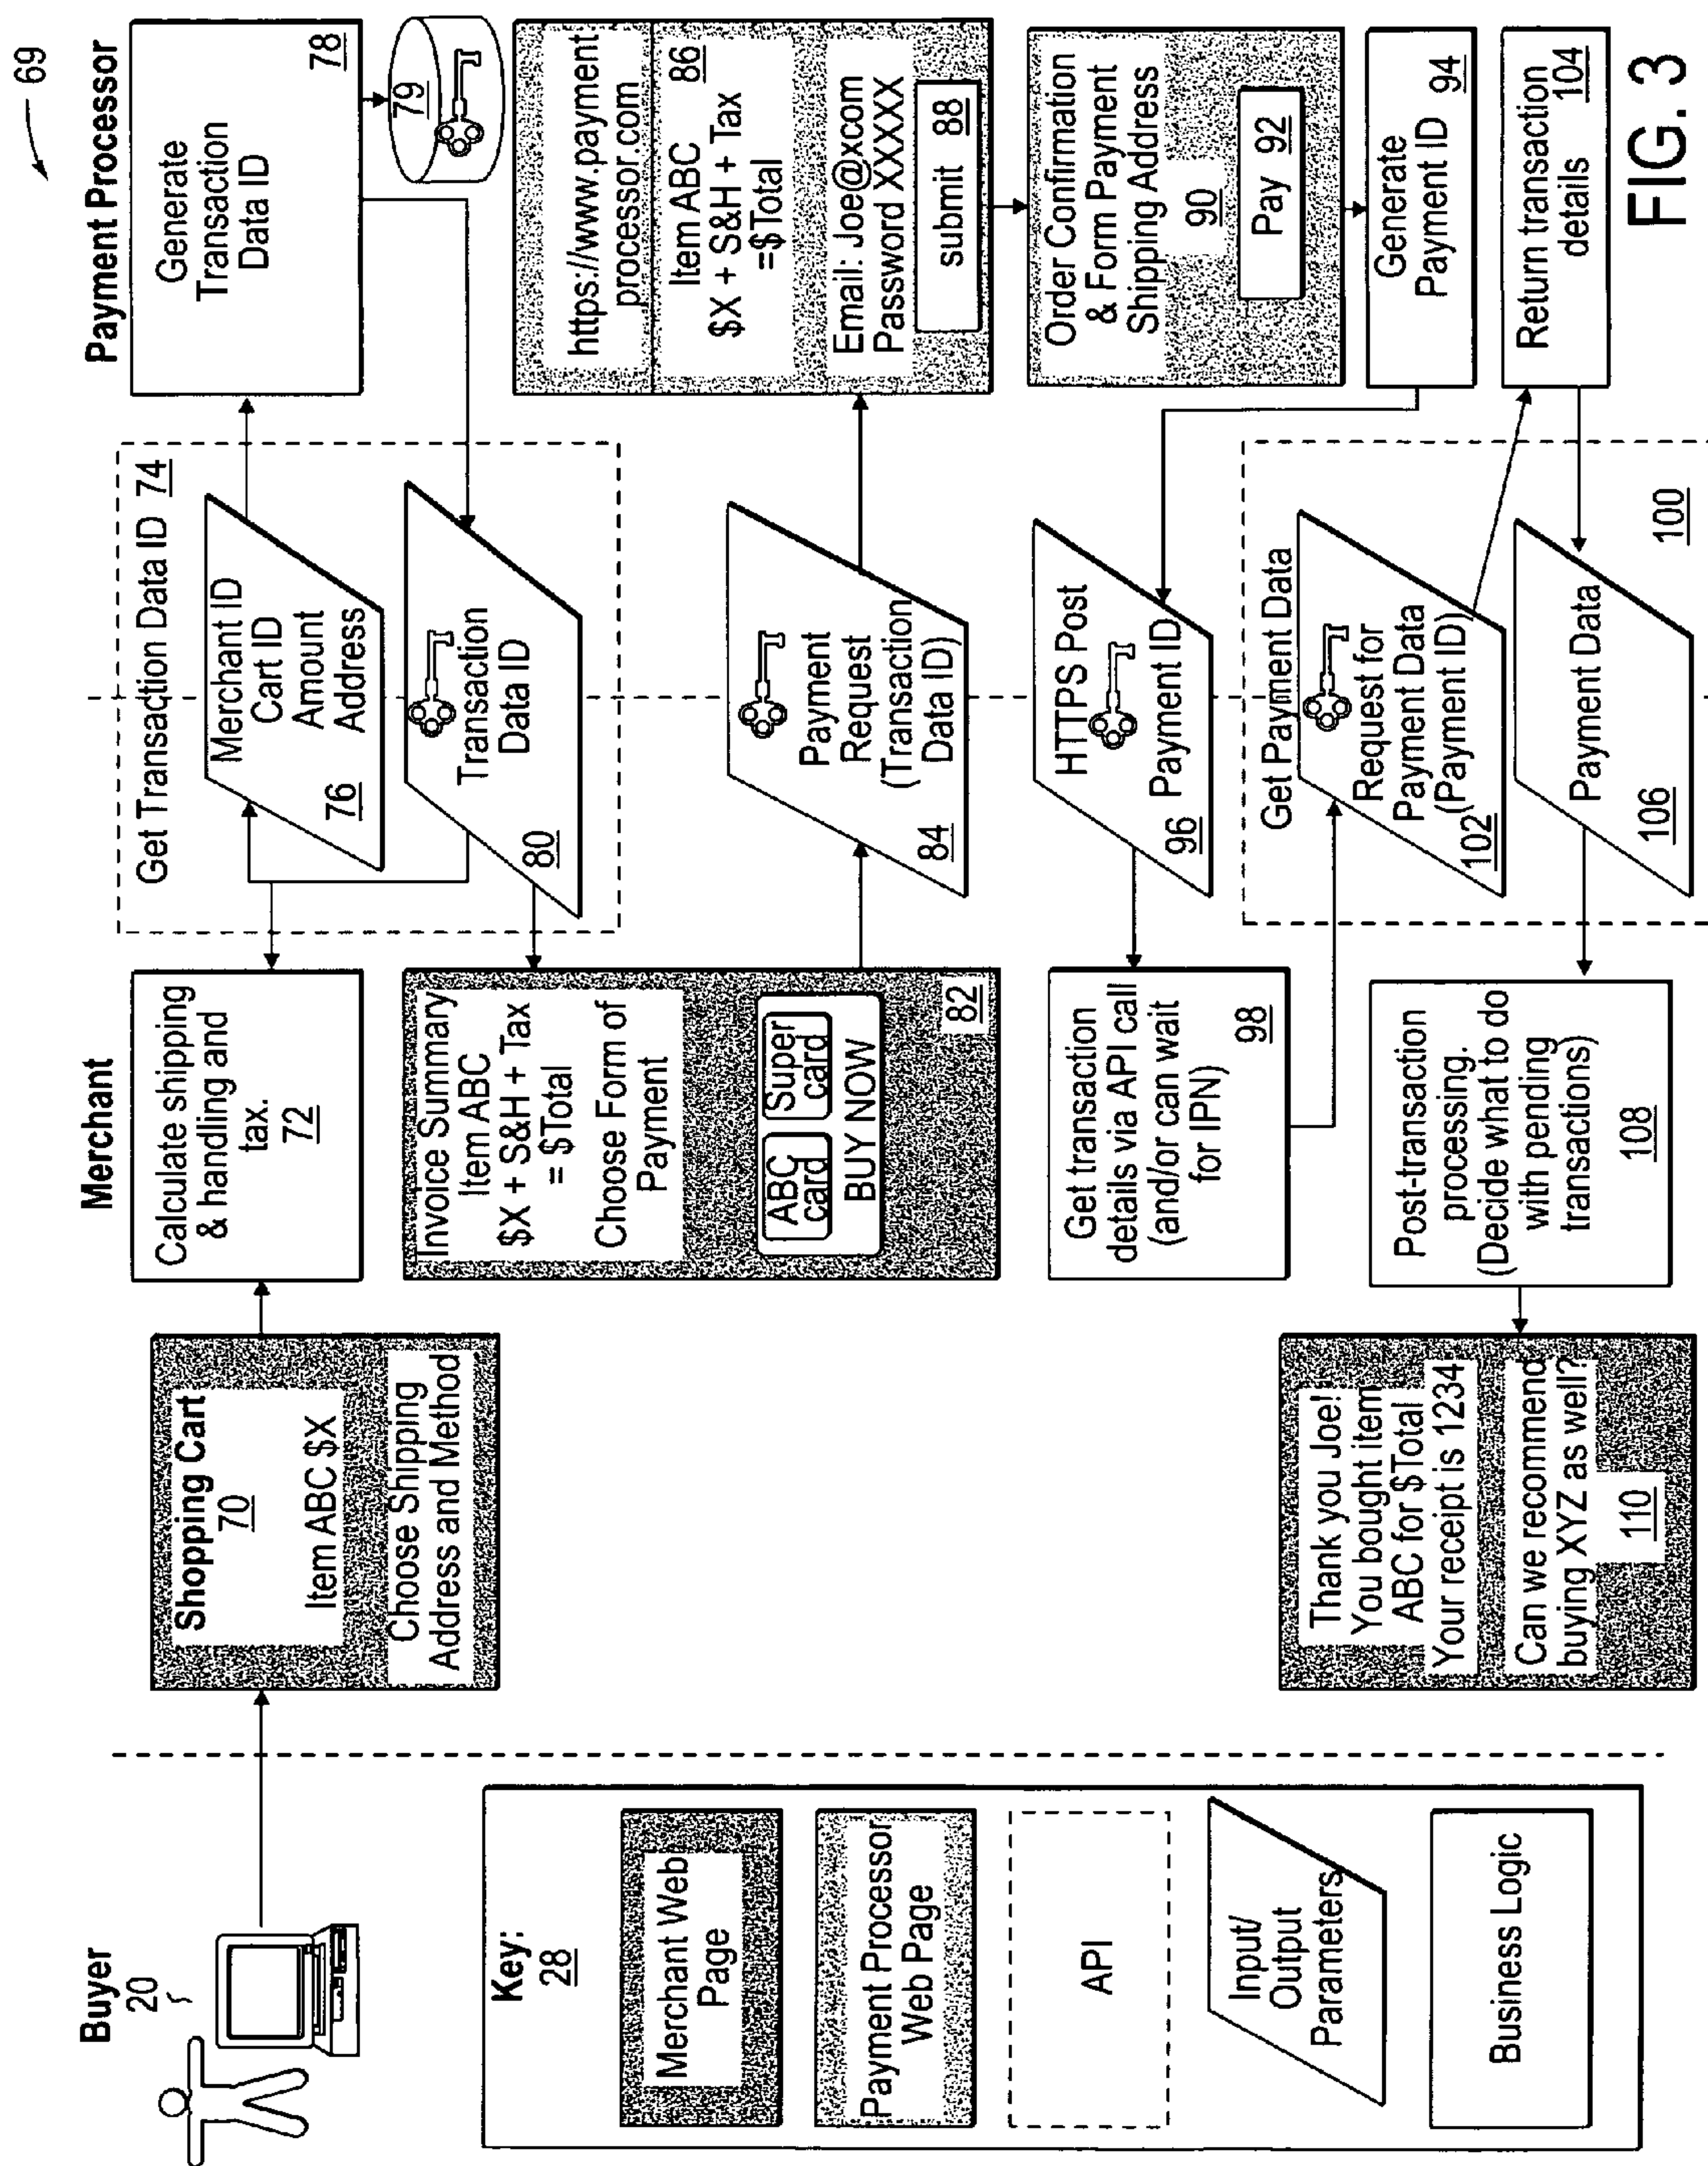 69
Buyer
20
Merchant
Payment Processor
Shopping Cart
70
Item ABC $X
Choose Shipping
Address and Method
Calculate shipping
& handling and
tax.
72
Get Transaction Data ID 74
Merchant ID
Cart ID
Amount
Address
76
Generate
Transaction
Data ID
78
79
Transaction
Data ID
80
Invoice Summary
Item ABC
$X + S&H + Tax
= $Total
Choose Form of
Payment
ABC
card
Super
card
BUY NOW
82
Payment
Request
(Transaction
Data ID)
84
https://www.payment
processor.com
Item ABC
86
$X + S&H + Tax
=$Total
Email: Joe@xcom
Password XXXXX
submit 88
Order Confirmation
& Form Payment
Shipping Address
90
Pay 92
Generate
Payment ID
94
HTTPS Post
Payment ID
96
Get transaction
details via API call
(and/or can wait
for IPN)
98
Get Payment Data
Request for
Payment Data
(Payment ID)
102
Return transaction
details 104
Payment Data
106
100
Post-transaction
processing.
(Decide what to do
with pending
transactions)
108
Thank you Joe!
You bought item
ABC for $Total
Your receipt is 1234
Can we recommend
buying XYZ as well?
110
Key:
28
Merchant Web
Page
Payment Processor
Web Page
API
Input/
Output
Parameters
Business Logic
FIG. 3